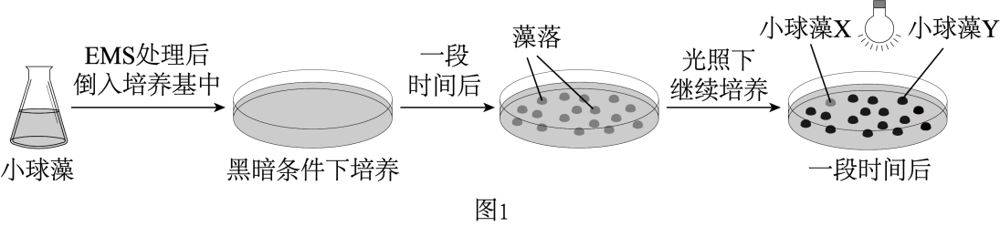 EMS处理后
倒入培养基中
小球藻
黑暗条件下培养
一段
时间后
藻落
光照下
继续培养
小球藻X
小球藻Y
一段时间后
图1